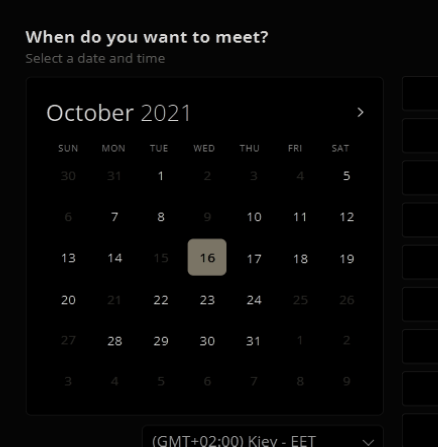 When do you want to meet?
Select a date and time
October 2021
SUN MON TUE WED THU FRI SAT
30 31 1 2 3 4 5
6 7 8 9 10 11 12
13 14 15 16 17 18 19
20 21 22 23 24 25 26
27 28 29 30 31 1 2
3 4 5 6 7 8 9
(GMT+02:00) Kiev - EET